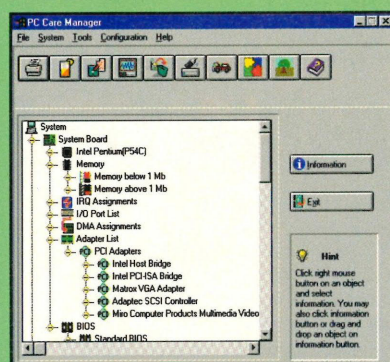 PC Care Manager
File System Tools Configuration Help
System
System Board
Intel Pentium(P54C)
Memory
Memory below 1 Mb
Memory above 1 Mb
IRQ Assignments
I/O Port List
DMA Assignments
Adapter List
PCI Adapters
Intel Host Bridge
Intel PCI-ISA Bridge
Matrox VGA Adapter
Adaptec SCSI Controller
Miro Computer Products Multimedia Video
BIOS
Standard BIOS
Information
Exit
Hint
Click right mouse
button on an object
and select
information. You may
also click information
button or drag and
drop an object on
information button.